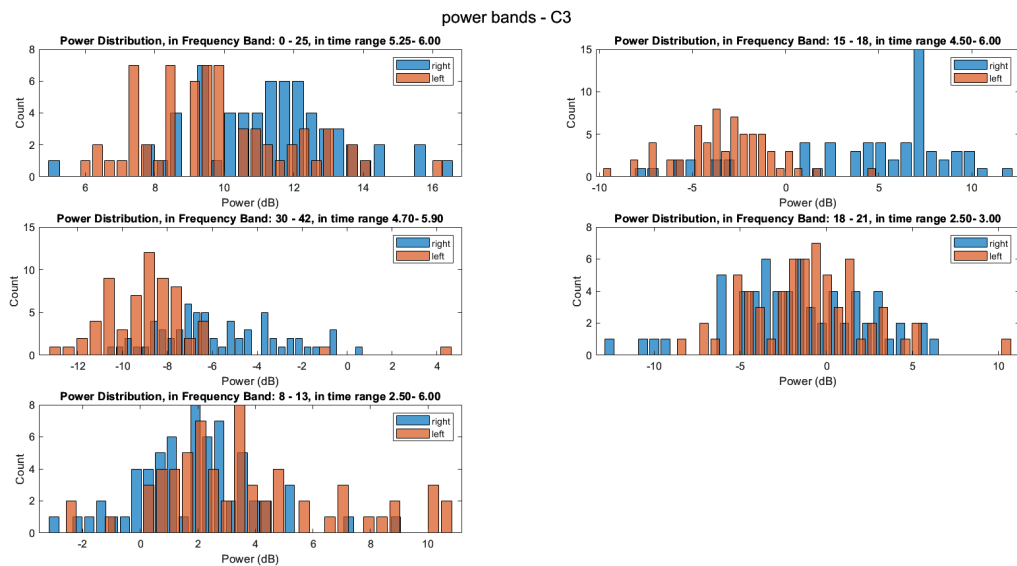 power bands - C3
Power Distribution, in Frequency Band: 0 - 25, in time range 5.25- 6.00
8
6
4
2
0
Count
right
left
6 8 10 12 14 16
Power (dB)
Power Distribution, in Frequency Band: 15 - 18, in time range 4.50- 6.00
15
10
5
0
Count
right
left
-10 -5 0 5 10
Power (dB)
Power Distribution, in Frequency Band: 30 - 42, in time range 4.70- 5.90
15
10
5
0
Count
right
left
-12 -10 -8 -6 -4 -2 0 2 4
Power (dB)
Power Distribution, in Frequency Band: 18 - 21, in time range 2.50- 3.00
8
6
4
2
0
Count
right
left
-10 -5 0 5 10
Power (dB)
Power Distribution, in Frequency Band: 8 - 13, in time range 2.50- 6.00
8
6
4
2
0
Count
right
left
-2 0 2 4 6 8 10
Power (dB)